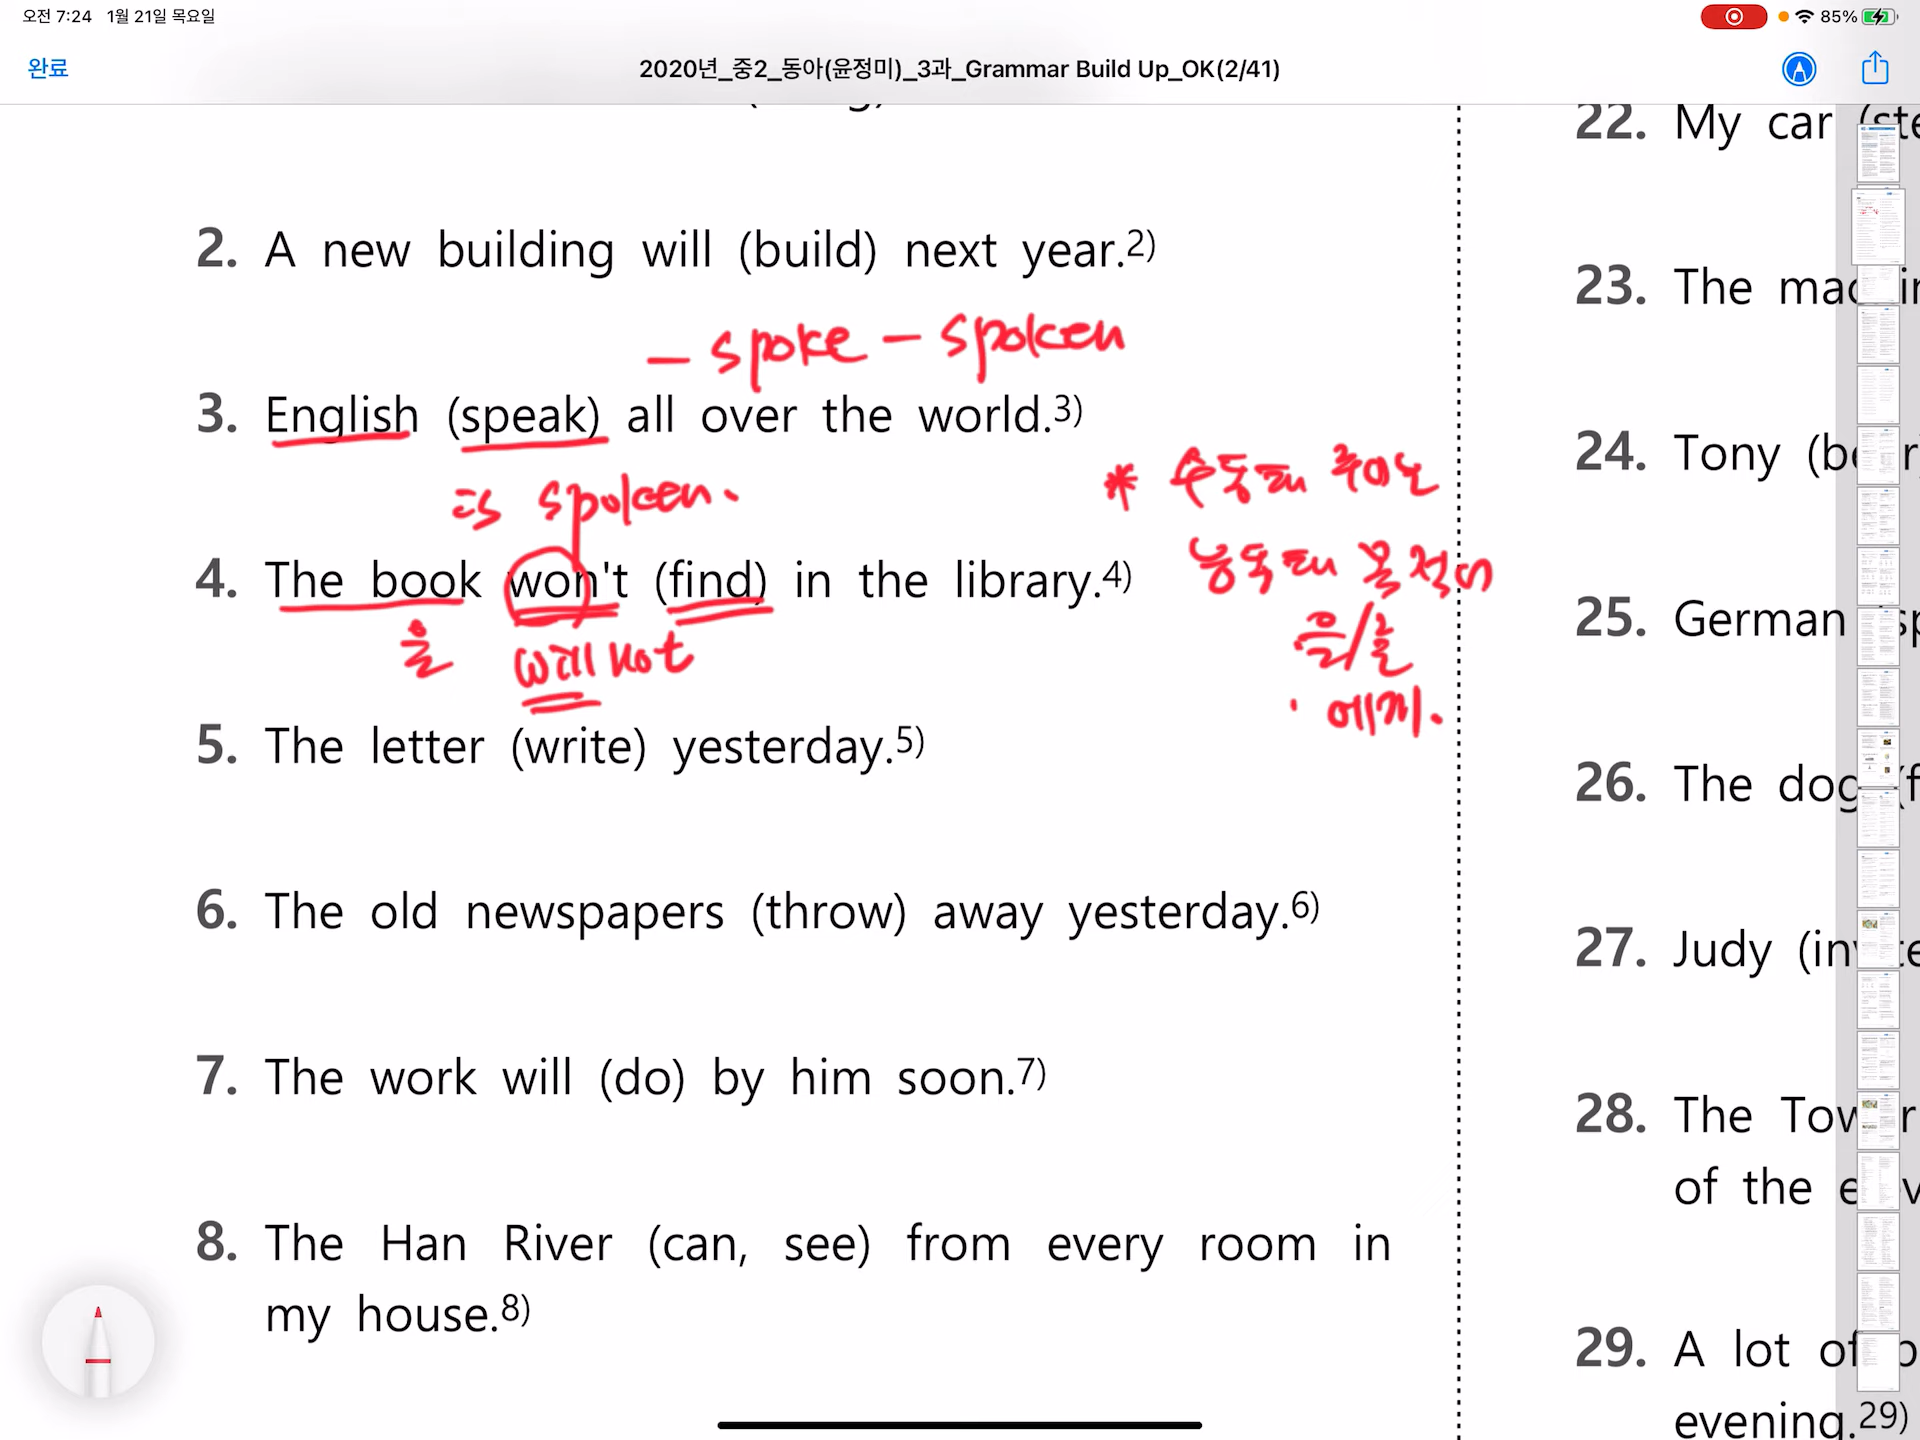 오전 7:24 1월 21일 목요일
85%
완료
2020년_중2_동아(윤정미)_3과_Grammar Build Up_OK(2/41)
2. A new building will (build) next year.2)
– spoke – spoken
3. English (speak) all over the world.3)
is spoken.
4. The book won't (find) in the library.4)
을 will not
* 수동태 주어는
능동태 목적어
을/를
에게.
5. The letter (write) yesterday.5)
6. The old newspapers (throw) away yesterday.6)
7. The work will (do) by him soon.7)
8. The Han River (can, see) from every room in
my house.8)
22. My car (ste
23. The mac
24. Tony (be
25. German
26. The dog (f
27. Judy (inv
28. The Tow
of the e
29. A lot of
evening.29)